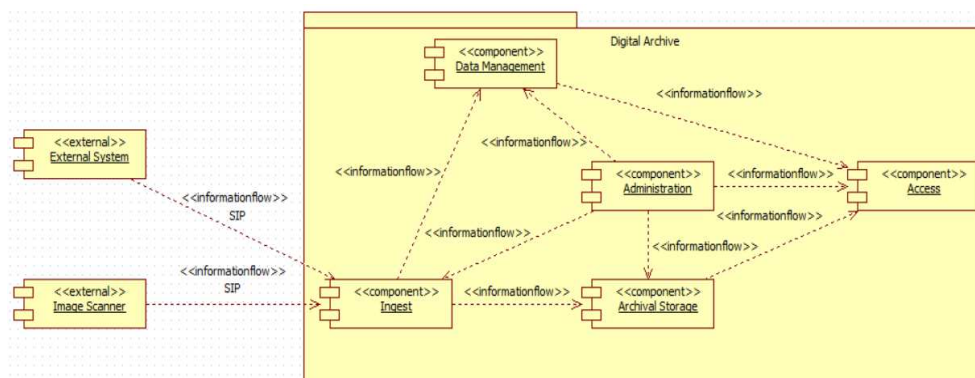 Digital Archive
<<component>>
Data Management
<<informationflow>>
<<external>>
External System
<<informationflow>>
<<informationflow>>
<<component>>
Administration
<<informationflow>>
<<component>>
Access
<<informationflow>>
SIP
<<informationflow>>
<<informationflow>>
<<informationflow>>
<<informationflow>>
SIP
<<external>>
Image Scanner
<<component>>
Ingest
<<informationflow>>
<<component>>
Archival Storage